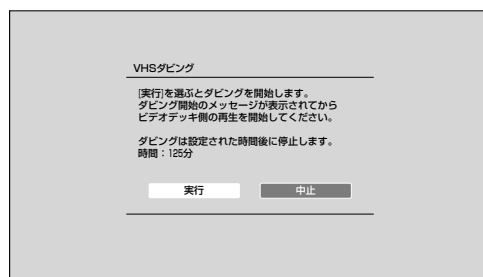 VHSダビング
[実行]を選ぶとダビングを開始します。
ダビング開始のメッセージが表示されてから
ビデオデッキ側の再生を開始してください。
ダビングは設定された時間後に停止します。
時間：125分
実行
中止